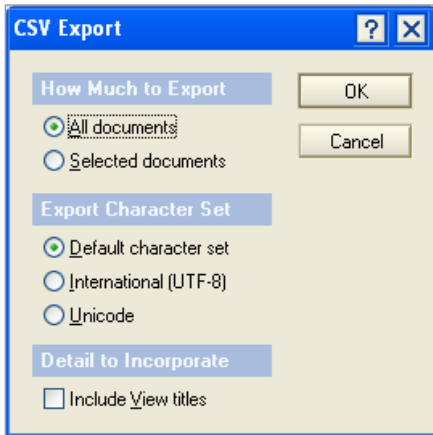 CSV Export
How Much to Export
OK
All documents
Cancel
Selected documents
Export Character Set
Default character set
International (UTF-8)
Unicode
Detail to Incorporate
Include View titles